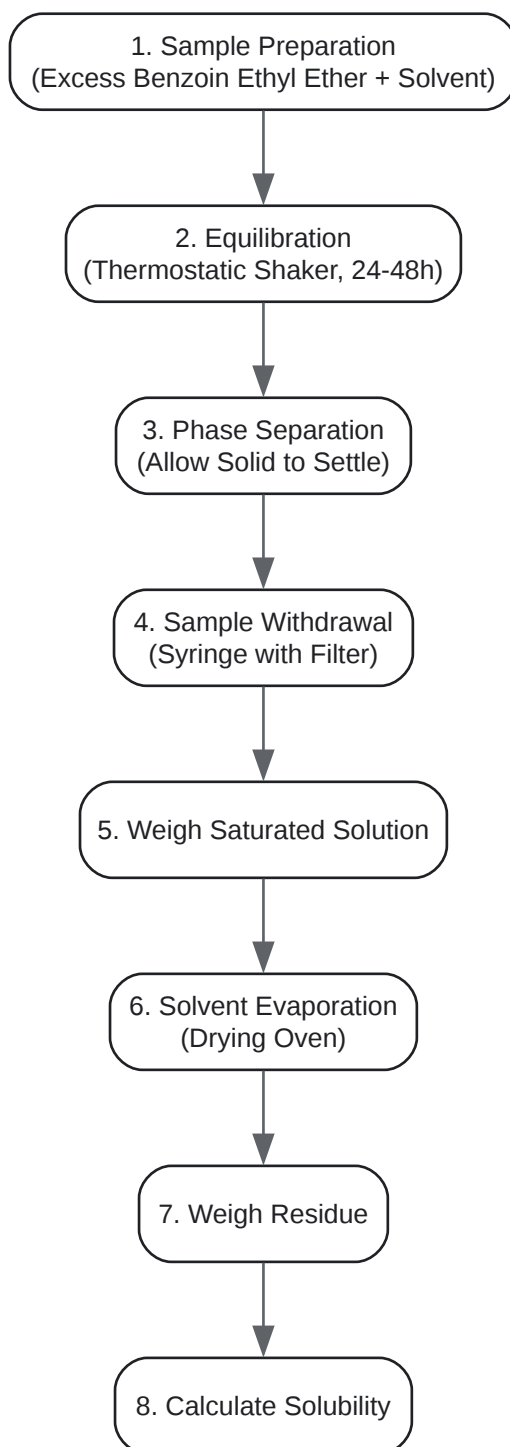 1. Sample Preparation
(Excess Benzoin Ethyl Ether + Solvent)
2. Equilibration
(Thermostatic Shaker, 24-48h)
3. Phase Separation
(Allow Solid to Settle)
4. Sample Withdrawal
(Syringe with Filter)
5. Weigh Saturated Solution
6. Solvent Evaporation
(Drying Oven)
7. Weigh Residue
8. Calculate Solubility